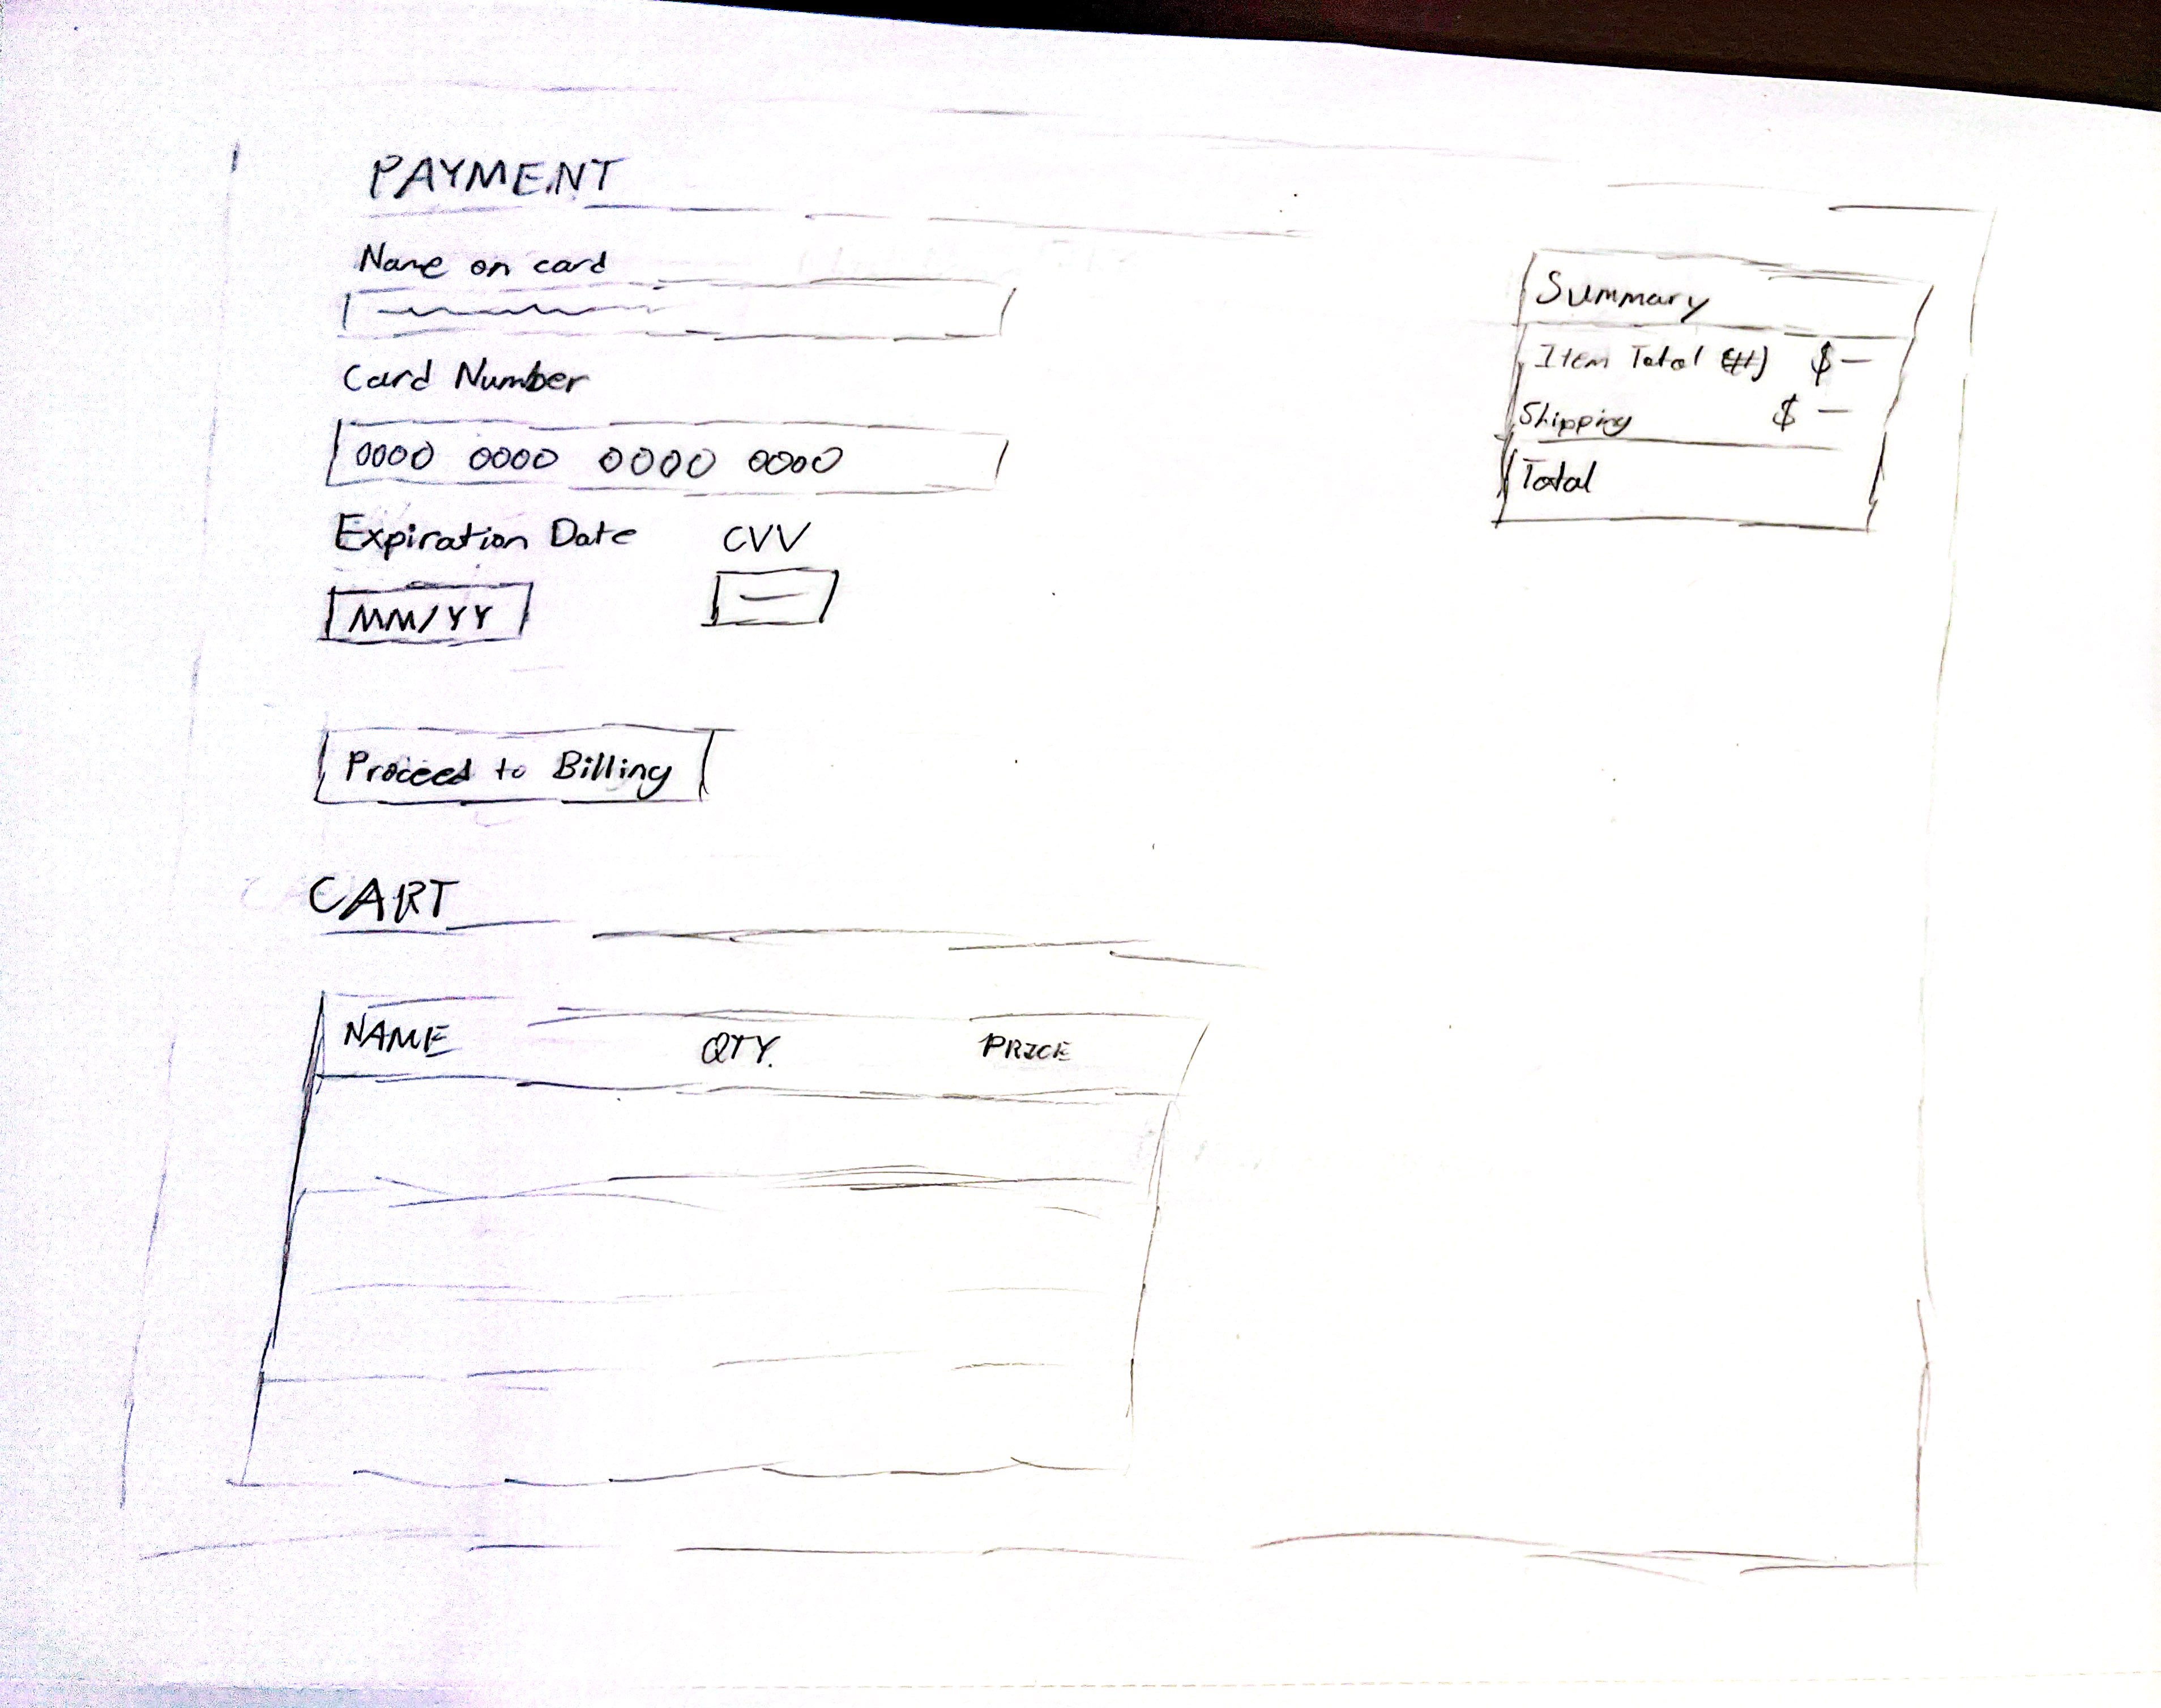 PAYMENT
Name on card
Card Number
0000 0000 0000 0000
Expiration Date CVV
MM/YY
Proceed to Billing
Summary
Item Total (#) $ —
Shipping $ —
Total
CART
NAME QTY. PRICE